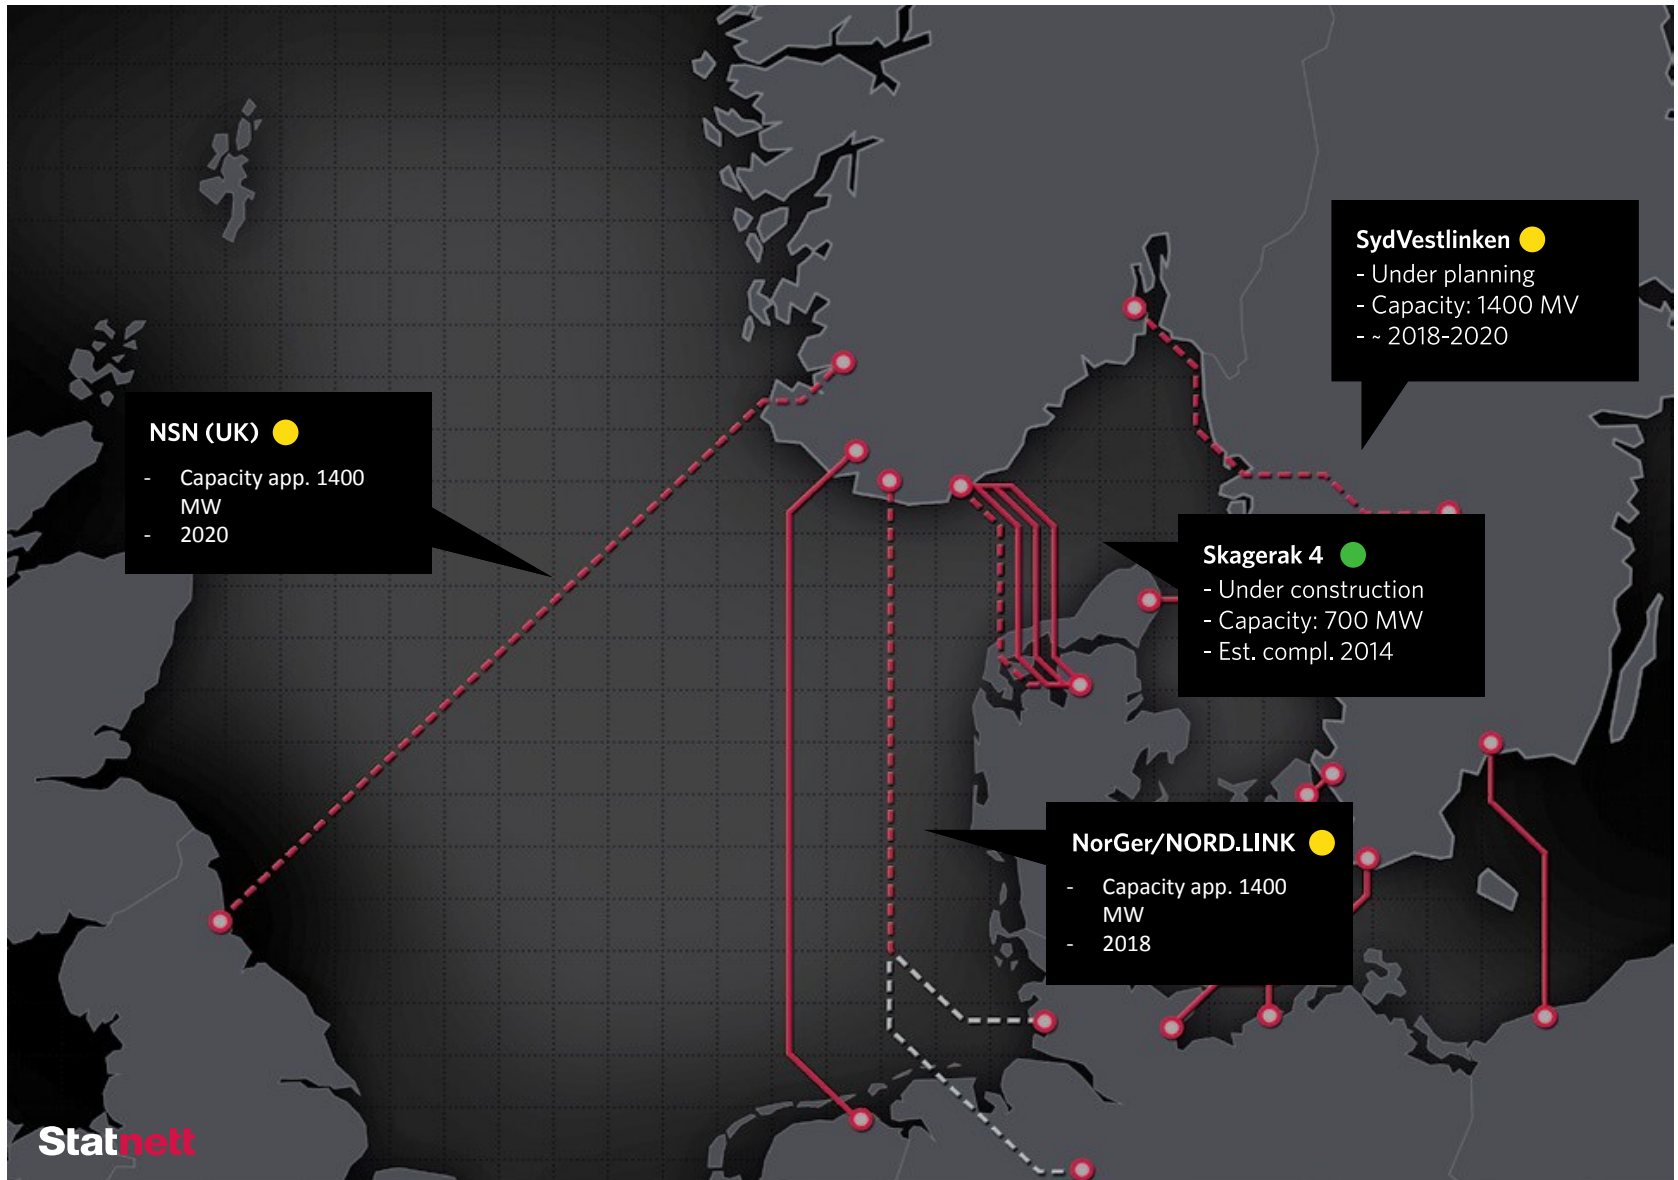 SydVestlinken
- Under planning
- Capacity: 1400 MV
- ~ 2018-2020
NSN (UK)
- Capacity app. 1400
MW
- 2020
Skagerak 4
- Under construction
- Capacity: 700 MW
- Est. compl. 2014
NorGer/NORD.LINK
- Capacity app. 1400
MW
- 2018
Statnett